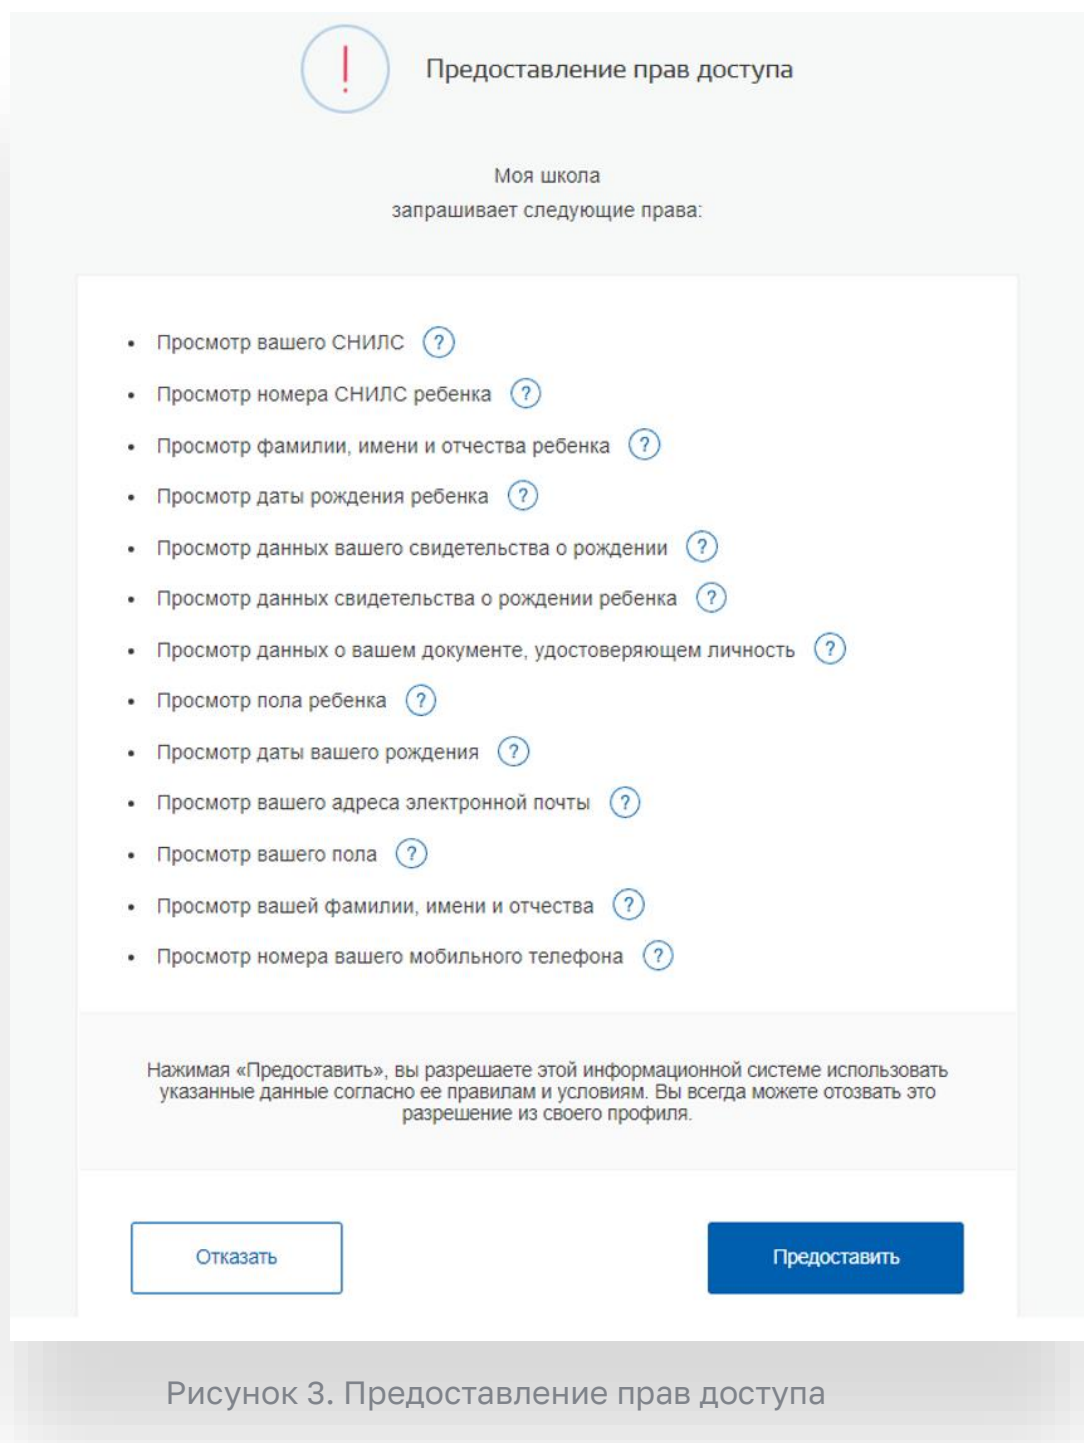 Предоставление прав доступа
Моя школа
запрашивает следующие права:
• Просмотр вашего СНИЛС ?
• Просмотр номера СНИЛС ребенка ?
• Просмотр фамилии, имени и отчества ребенка ?
• Просмотр даты рождения ребенка ?
• Просмотр данных вашего свидетельства о рождении ?
• Просмотр данных свидетельства о рождении ребенка ?
• Просмотр данных о вашем документе, удостоверяющем личность ?
• Просмотр пола ребенка ?
• Просмотр даты вашего рождения ?
• Просмотр вашего адреса электронной почты ?
• Просмотр вашего пола ?
• Просмотр вашей фамилии, имени и отчества ?
• Просмотр номера вашего мобильного телефона ?
Нажимая «Предоставить», вы разрешаете этой информационной системе использовать
указанные данные согласно ее правилам и условиям. Вы всегда можете отозвать это
разрешение из своего профиля.
Отказать
Предоставить
Рисунок 3. Предоставление прав доступа